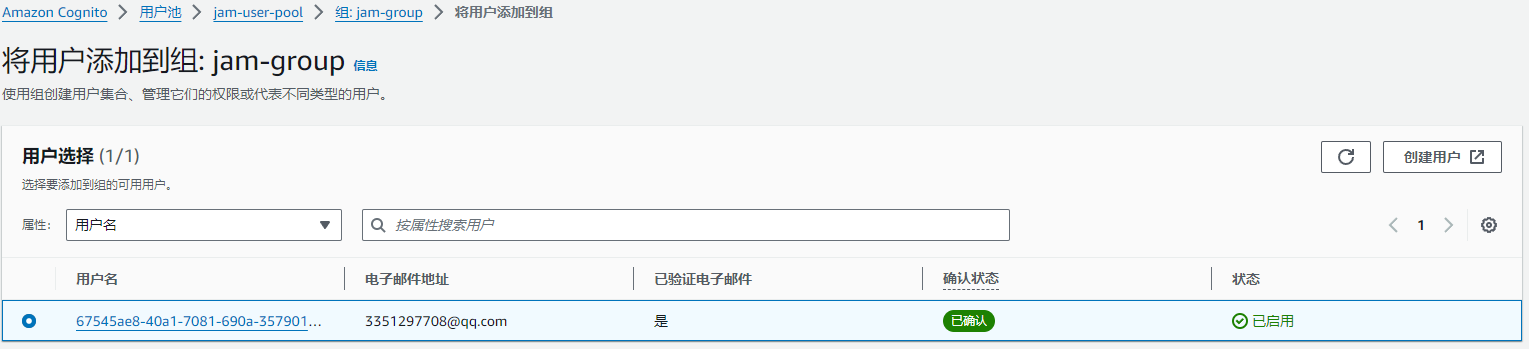 Amazon Cognito > 用户池 > jam-user-pool > 组: jam-group > 将用户添加到组
将用户添加到组: jam-group 信息
使用组创建用户集合、管理它们的权限或代表不同类型的用户。
用户选择 (1/1)
创建用户
选择要添加到组的可用用户。
属性: 用户名 按属性搜索用户 1
用户名 电子邮件地址 已验证电子邮件 确认状态 状态
67545ae8-40a1-7081-690a-357901... 3351297708@qq.com 是 已确认 已启用